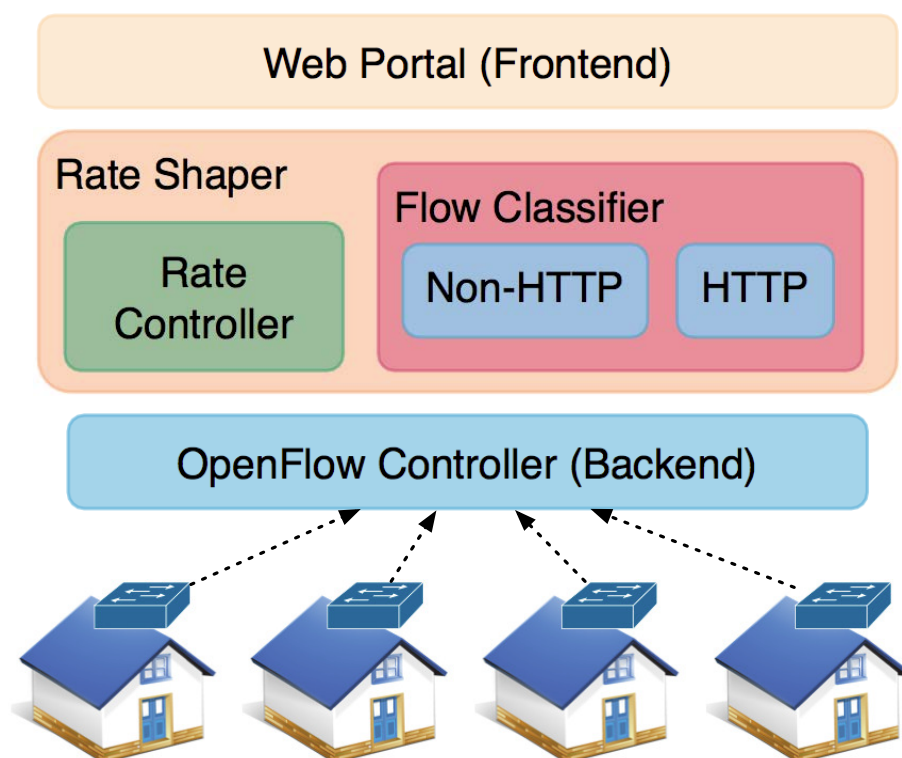 Web Portal (Frontend)
Rate Shaper
Rate
Controller
Flow Classifier
Non-HTTP
HTTP
OpenFlow Controller (Backend)